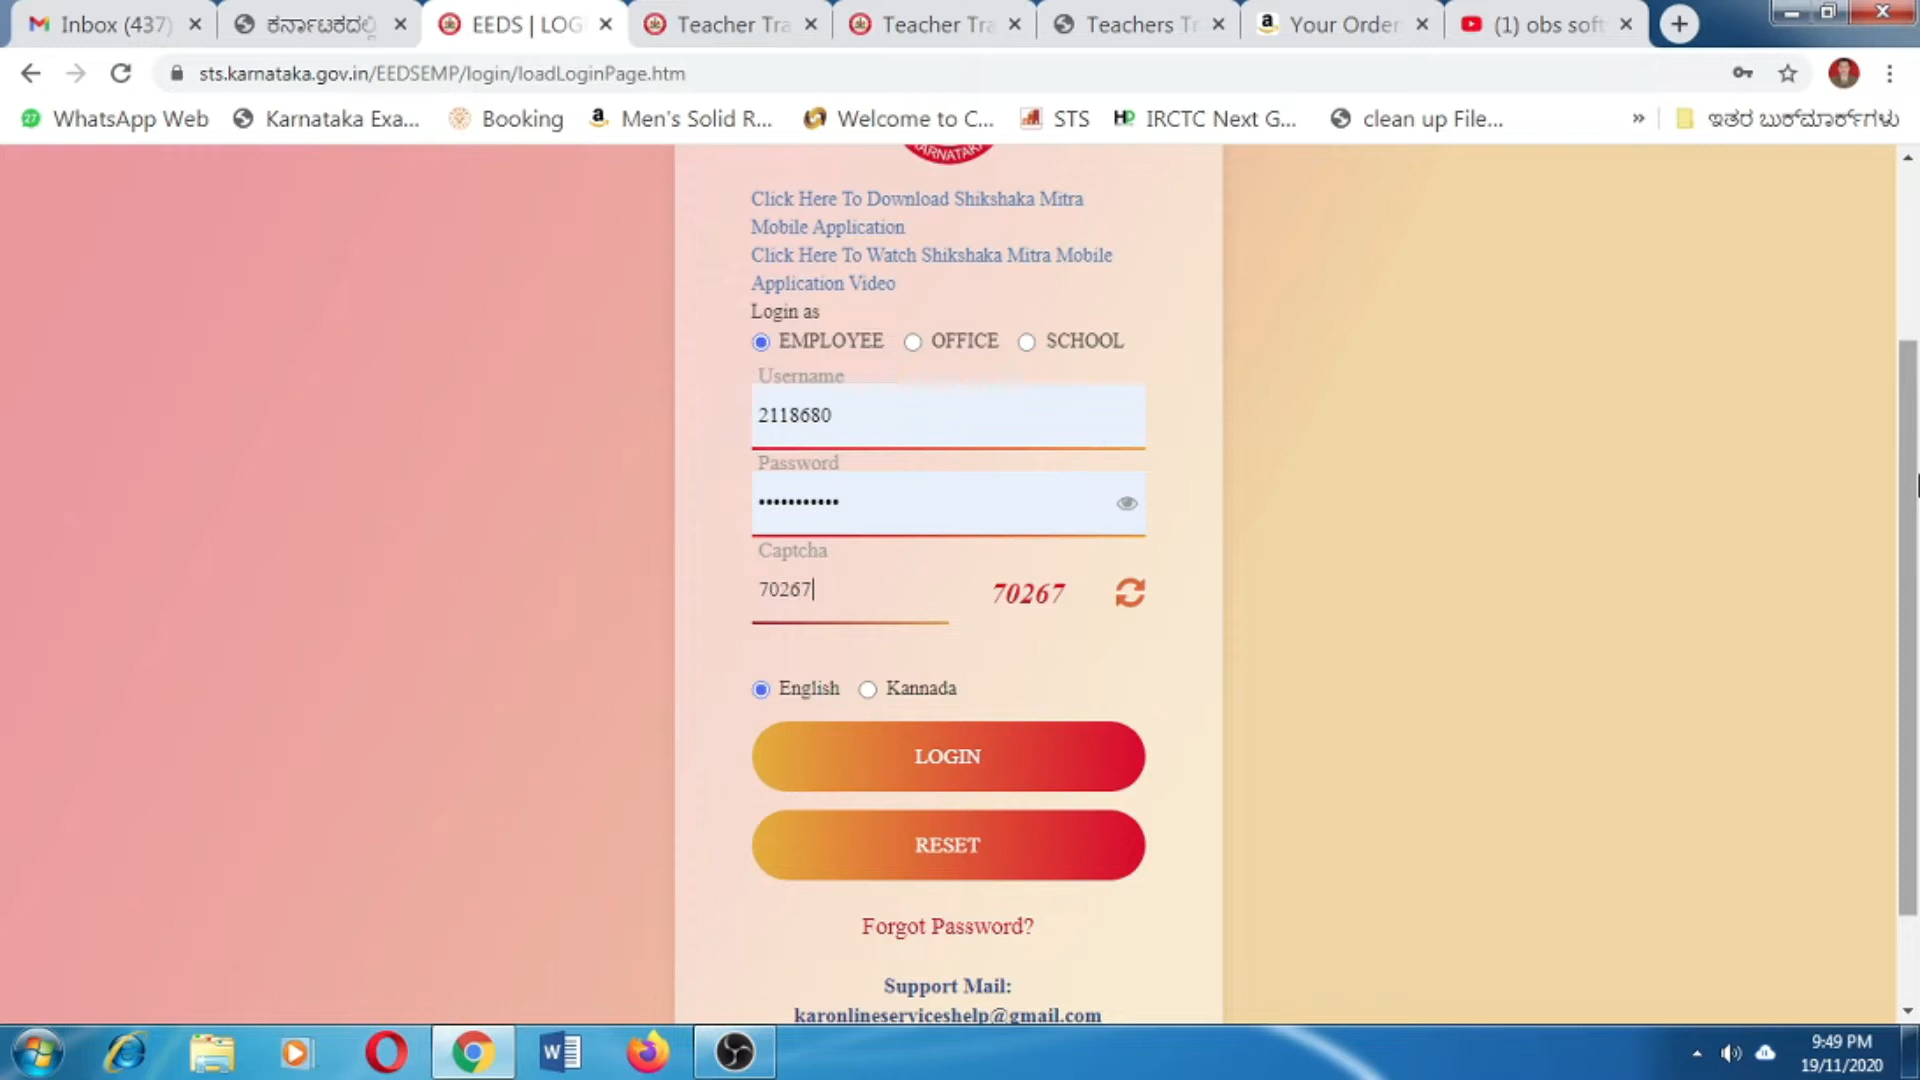 Inbox (437)
ಕರ್ನಾಟಕದಲ್ಲಿ
EEDS | LOG
Teacher Tra
Teacher Tra
Teachers Tr
Your Order
(1) obs soft
sts.karnataka.gov.in/EEDSEMP/login/loadLoginPage.htm
WhatsApp Web
Karnataka Exa...
Booking
Men's Solid R...
Welcome to C...
STS
IRCTC Next G...
clean up File...
»
ಇತರ ಬುಕ್‌ಮಾರ್ಕ್‌ಗಳು
KARNATAKA
Click Here To Download Shikshaka Mitra
Mobile Application
Click Here To Watch Shikshaka Mitra Mobile
Application Video
Login as
EMPLOYEE OFFICE SCHOOL
Username
2118680
Password
•••••••••••
Captcha
70267
70267
English Kannada
LOGIN
RESET
Forgot Password?
Support Mail:
karonlineserviceshelp@gmail.com
9:49 PM
19/11/2020